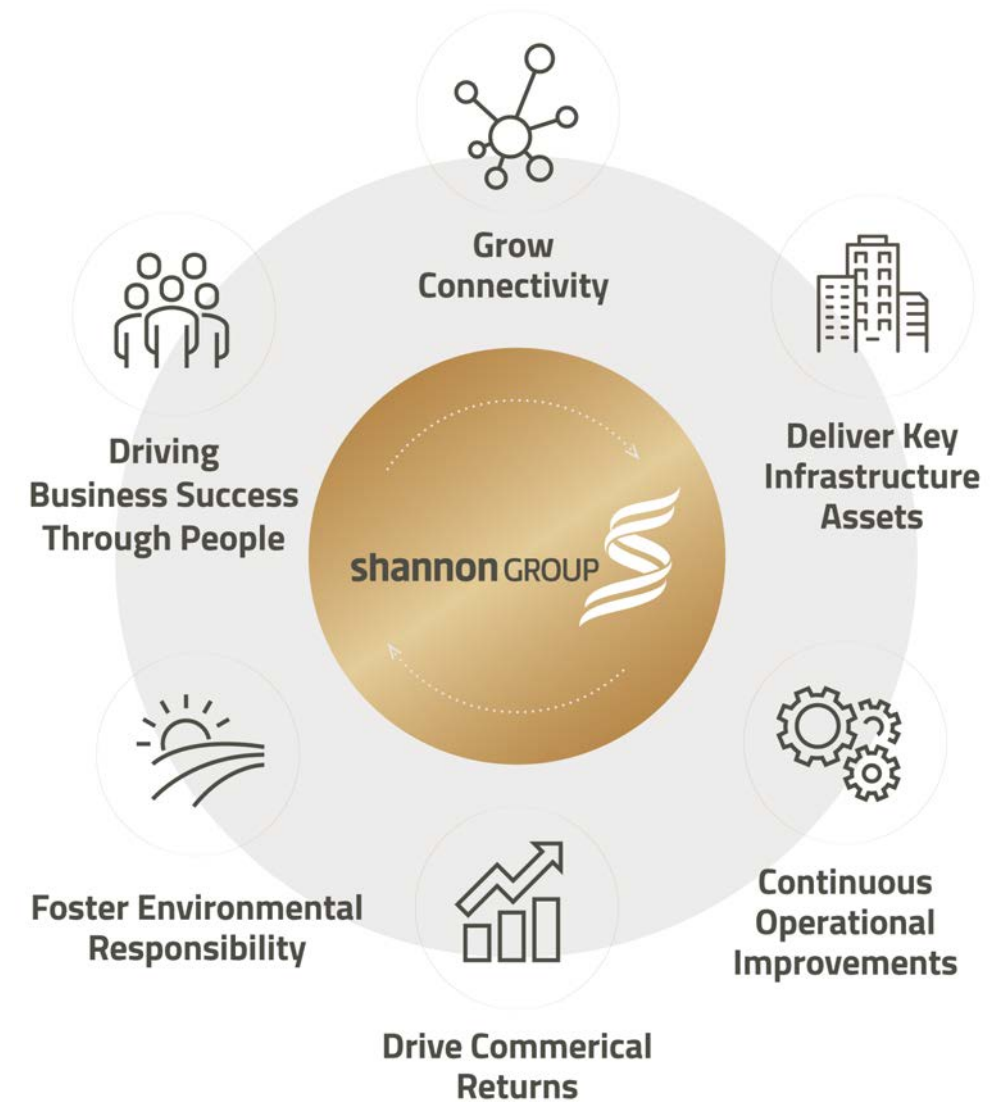 Grow
Connectivity
Deliver Key
Infrastructure
Assets
Continuous
Operational
Improvements
Drive Commerical
Returns
Foster Environmental
Responsibility
Driving
Business Success
Through People
shannon GROUP